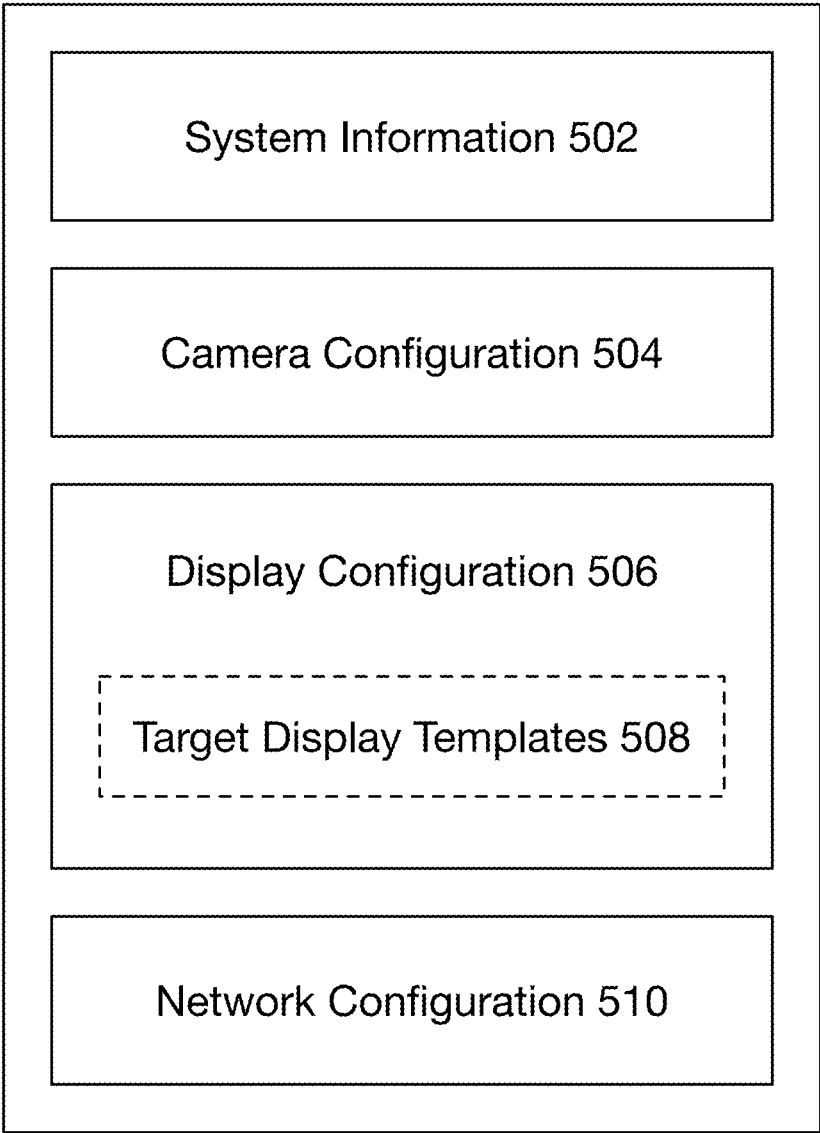 System Information 502
Camera Configuration 504
Display Configuration 506
Target Display Templates 508
Network Configuration 510